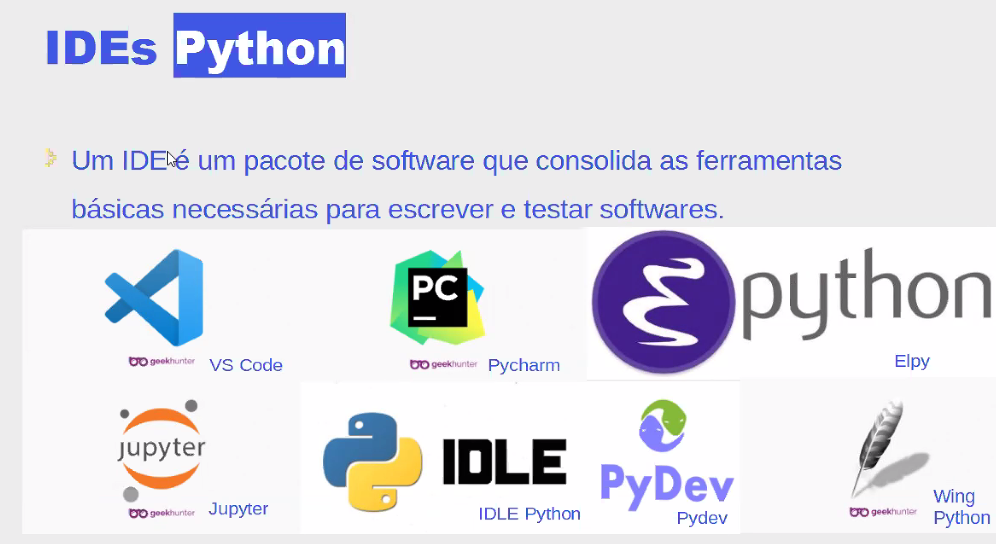 IDEs Python
Um IDE é um pacote de software que consolida as ferramentas
básicas necessárias para escrever e testar softwares.
geekhunter VS Code
PC
geekhunter Pycharm
python
Elpy
jupyter
geekhunter Jupyter
IDLE
IDLE Python
PyDev
Pydev
geekhunter
Wing
Python